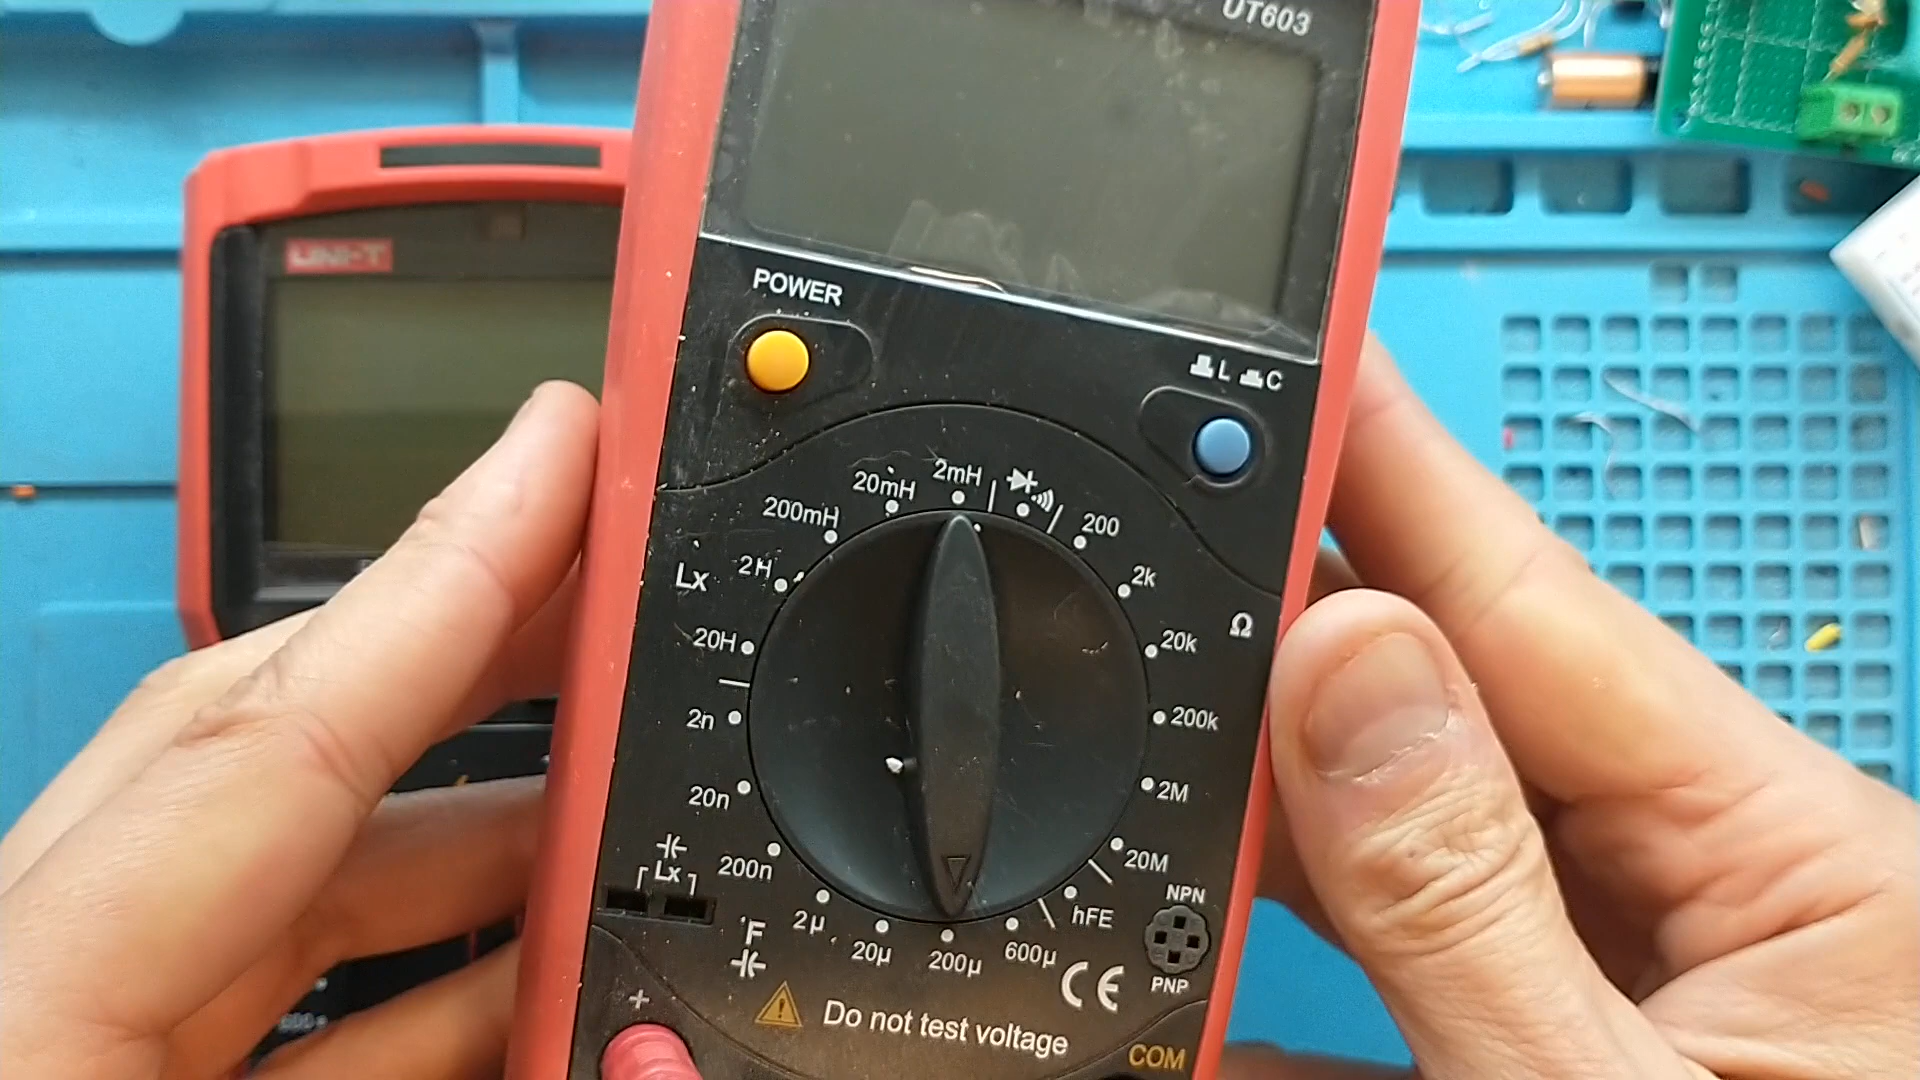 UT603
UNI-T
POWER
L C
2mH
20mH
200mH
2H
Lx
20H
2n
20n
200n
2μ
20μ
200μ
600μ
hFE
20M
2M
200k
20k
2k
200
Ω
Lx
F
NPN
PNP
CE
+
Do not test voltage
COM